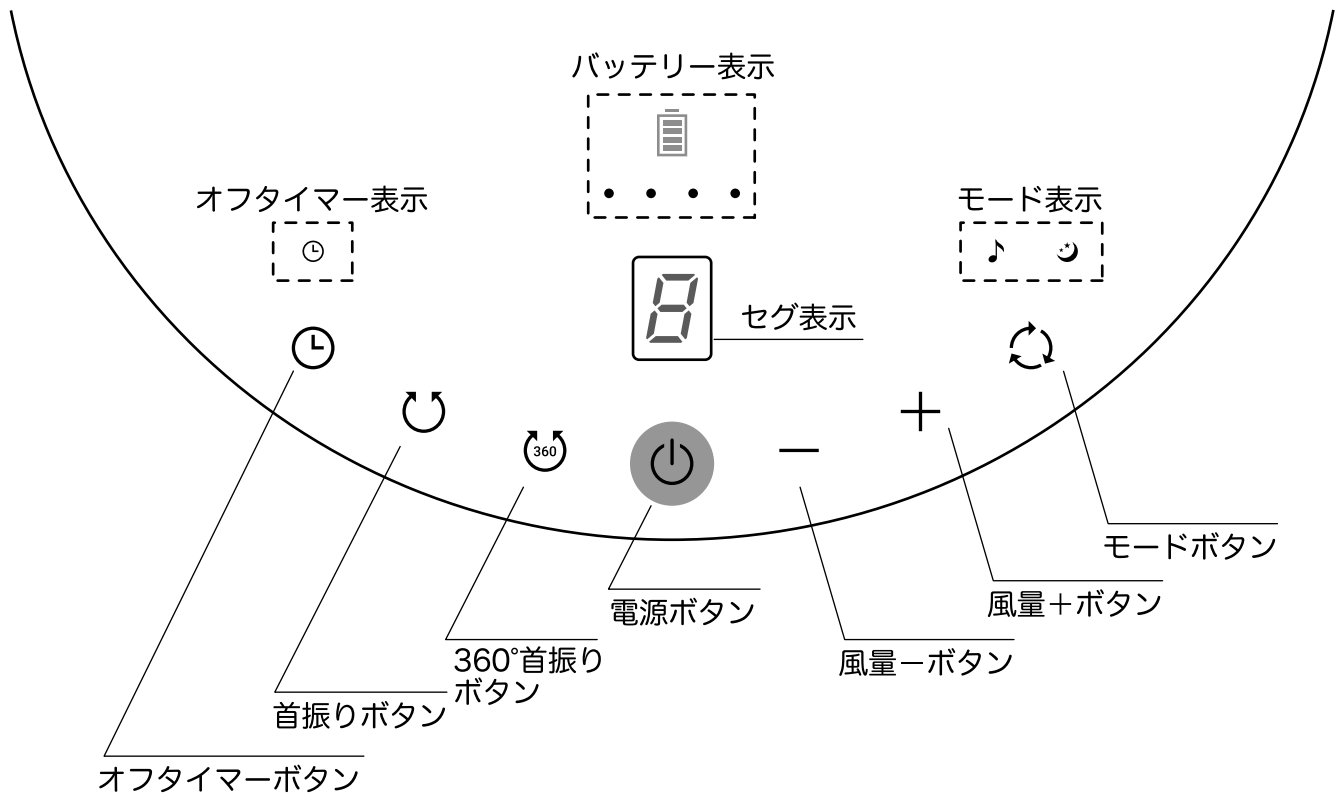 バッテリー表示
オフタイマー表示
モード表示
8
セグ表示
360
モードボタン
風量＋ボタン
電源ボタン
風量－ボタン
360°首振り
ボタン
首振りボタン
オフタイマーボタン